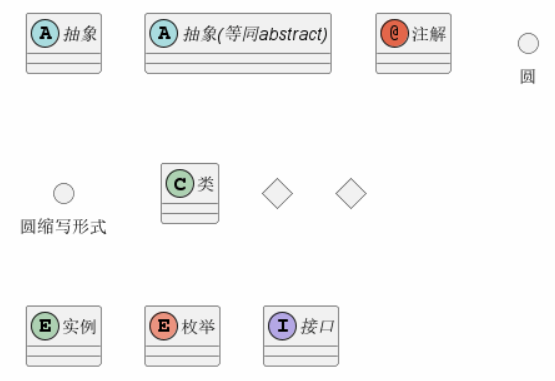 A 抽象
A 抽象(等同abstract)
@ 注解
圆
圆缩写形式
C 类
E 实例
E 枚举
I 接口